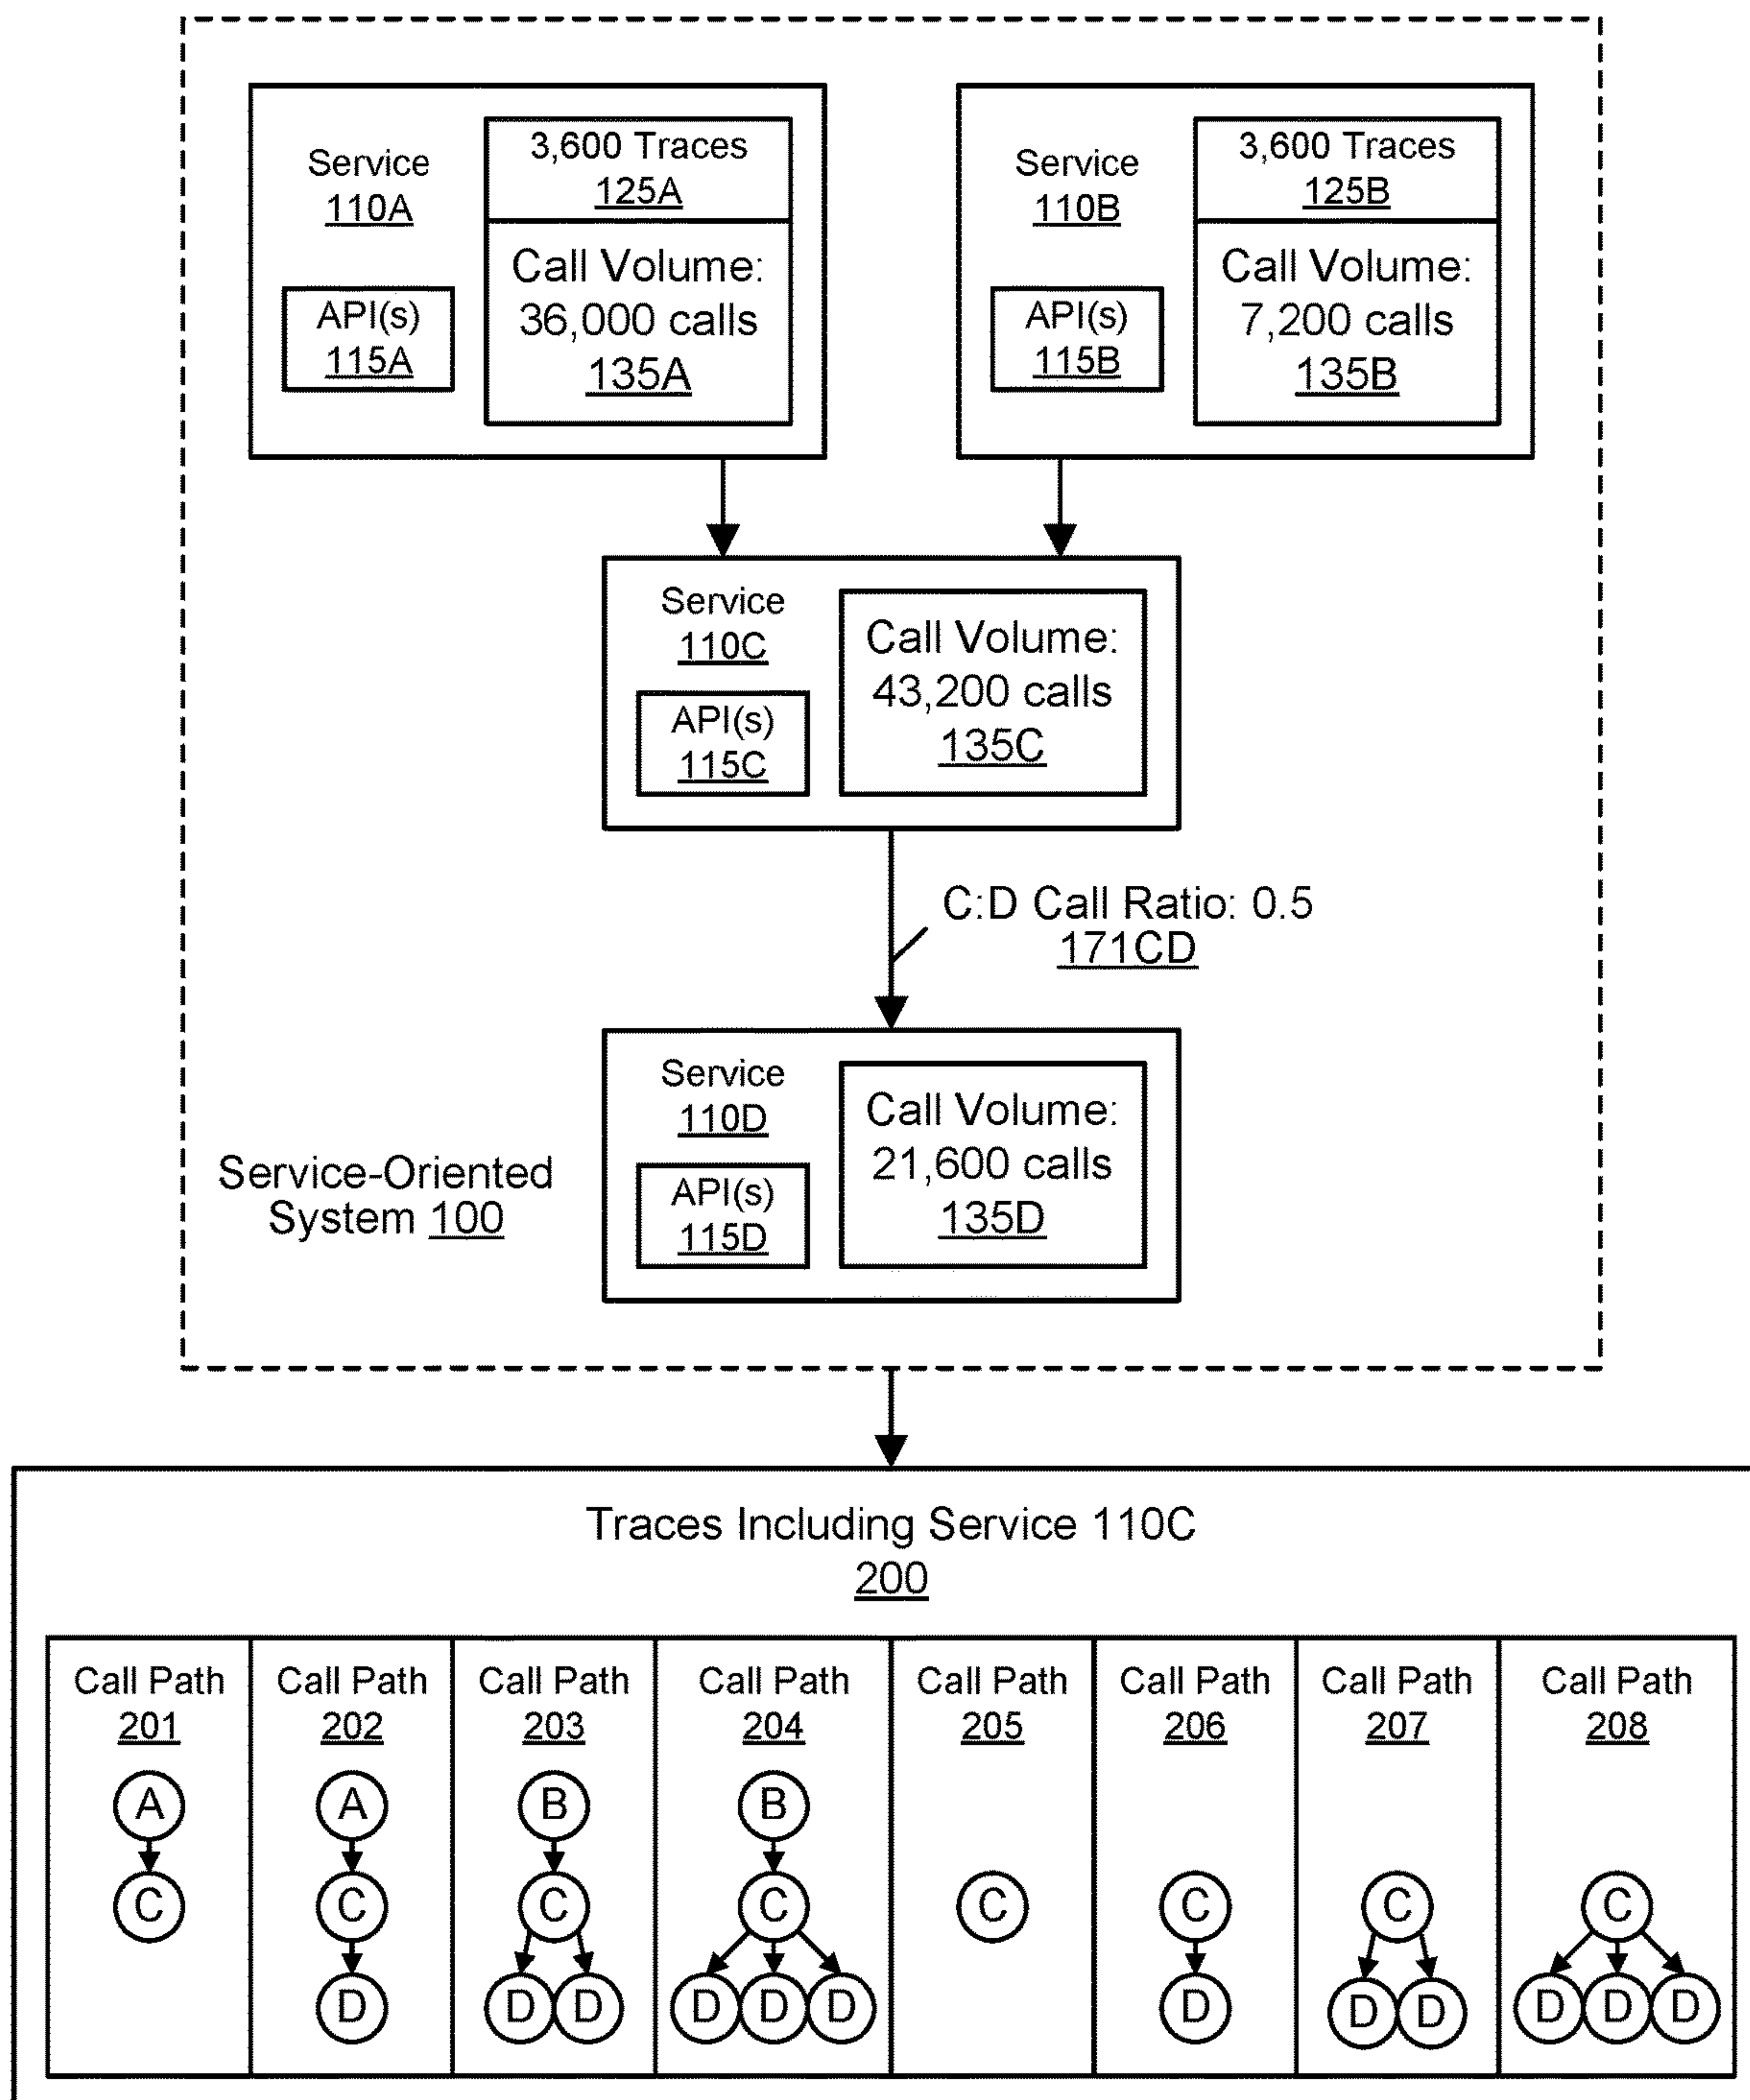 Service
110A
3,600 Traces
125A
API(s)
115A
Call Volume:
36,000 calls
135A
Service
110B
3,600 Traces
125B
API(s)
115B
Call Volume:
7,200 calls
135B
Service
110C
API(s)
115C
Call Volume:
43,200 calls
135C
C:D Call Ratio: 0.5
171CD
Service
110D
API(s)
115D
Call Volume:
21,600 calls
135D
Service-Oriented
System 100
Traces Including Service 110C
200
Call Path
201
A
C
Call Path
202
A
C
D
Call Path
203
B
C
D D
Call Path
204
B
C
D D D
Call Path
205
C
Call Path
206
C
D
Call Path
207
C
D D
Call Path
208
C
D D D